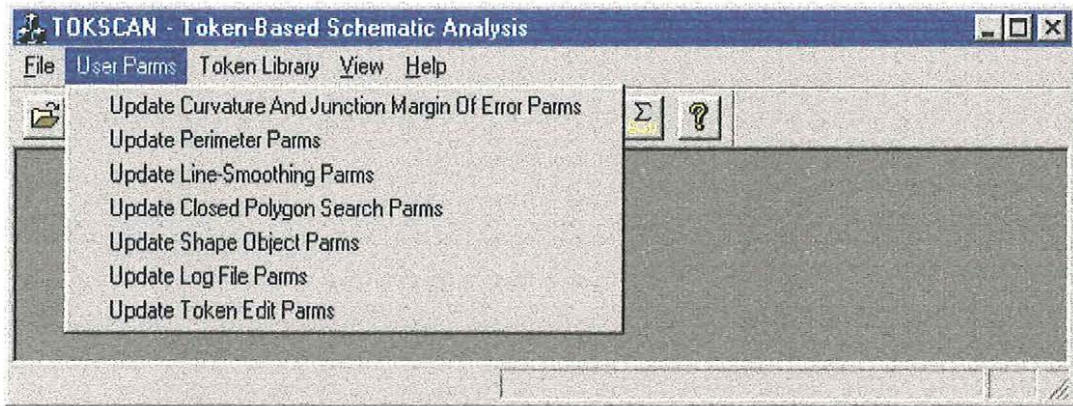 TOKSCAN - Token-Based Schematic Analysis
File User Parms Token Library View Help
Update Curvature And Junction Margin Of Error Parms
Update Perimeter Parms
Update Line-Smoothing Parms
Update Closed Polygon Search Parms
Update Shape Object Parms
Update Log File Parms
Update Token Edit Parms
Σ ?